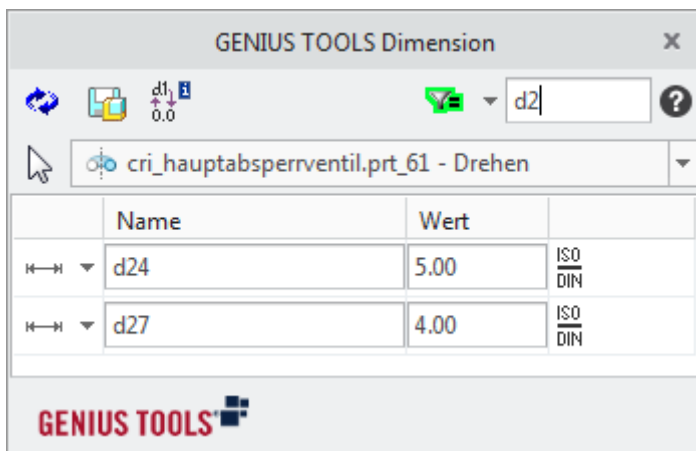 GENIUS TOOLS Dimension
d1
0.0
d2
cri_hauptabsperrventil.prt_61 - Drehen
Name Wert
d24 5.00 ISO DIN
d27 4.00 ISO DIN
GENIUS TOOLS